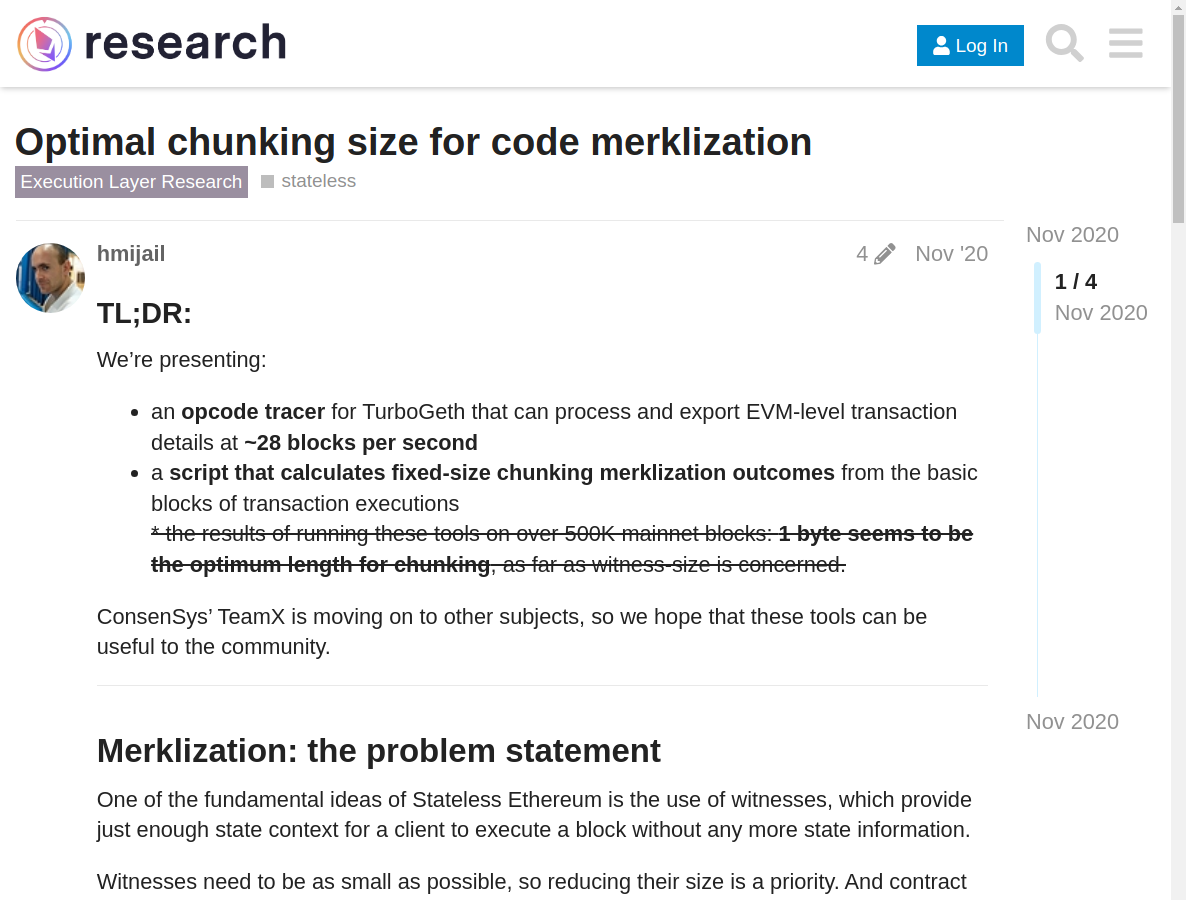 research
Log In
Optimal chunking size for code merklization
Execution Layer Research
stateless
hmijail
4
Nov '20
TL;DR:
We’re presenting:
an opcode tracer for TurboGeth that can process and export EVM-level transaction
details at ~28 blocks per second
a script that calculates fixed-size chunking merklization outcomes from the basic
blocks of transaction executions
* the results of running these tools on over 500K mainnet blocks: 1 byte seems to be
the optimum length for chunking, as far as witness-size is concerned.
ConsenSys’ TeamX is moving on to other subjects, so we hope that these tools can be
useful to the community.
Merklization: the problem statement
One of the fundamental ideas of Stateless Ethereum is the use of witnesses, which provide
just enough state context for a client to execute a block without any more state information.
Witnesses need to be as small as possible, so reducing their size is a priority. And contract
Nov 2020
1 / 4
Nov 2020
Nov 2020